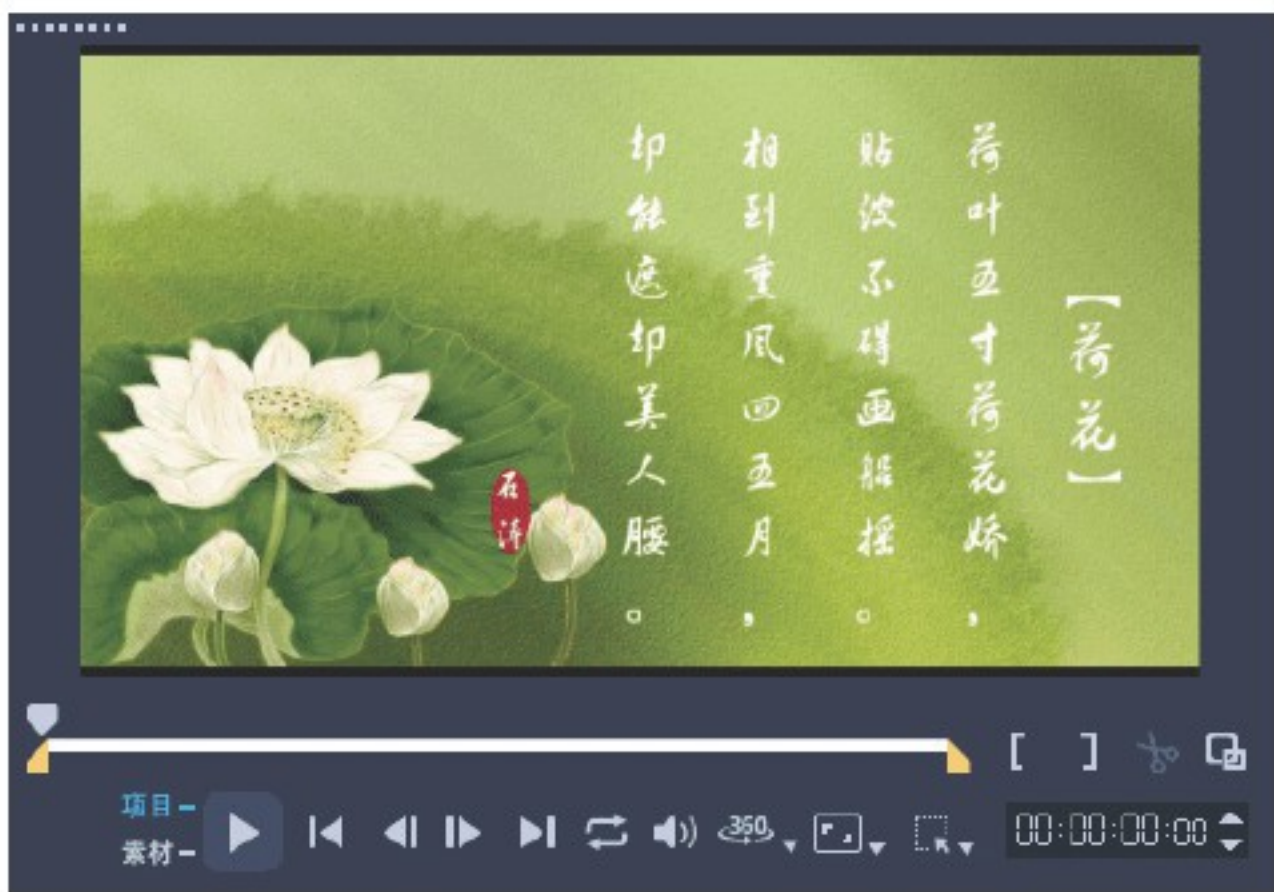 【荷花】
荷叶五寸荷花娇，
贴波不碍画船摇。
相到重风四五月，
却能遮却美人腰。
石涛
项目
素材
360
00:00:00:00